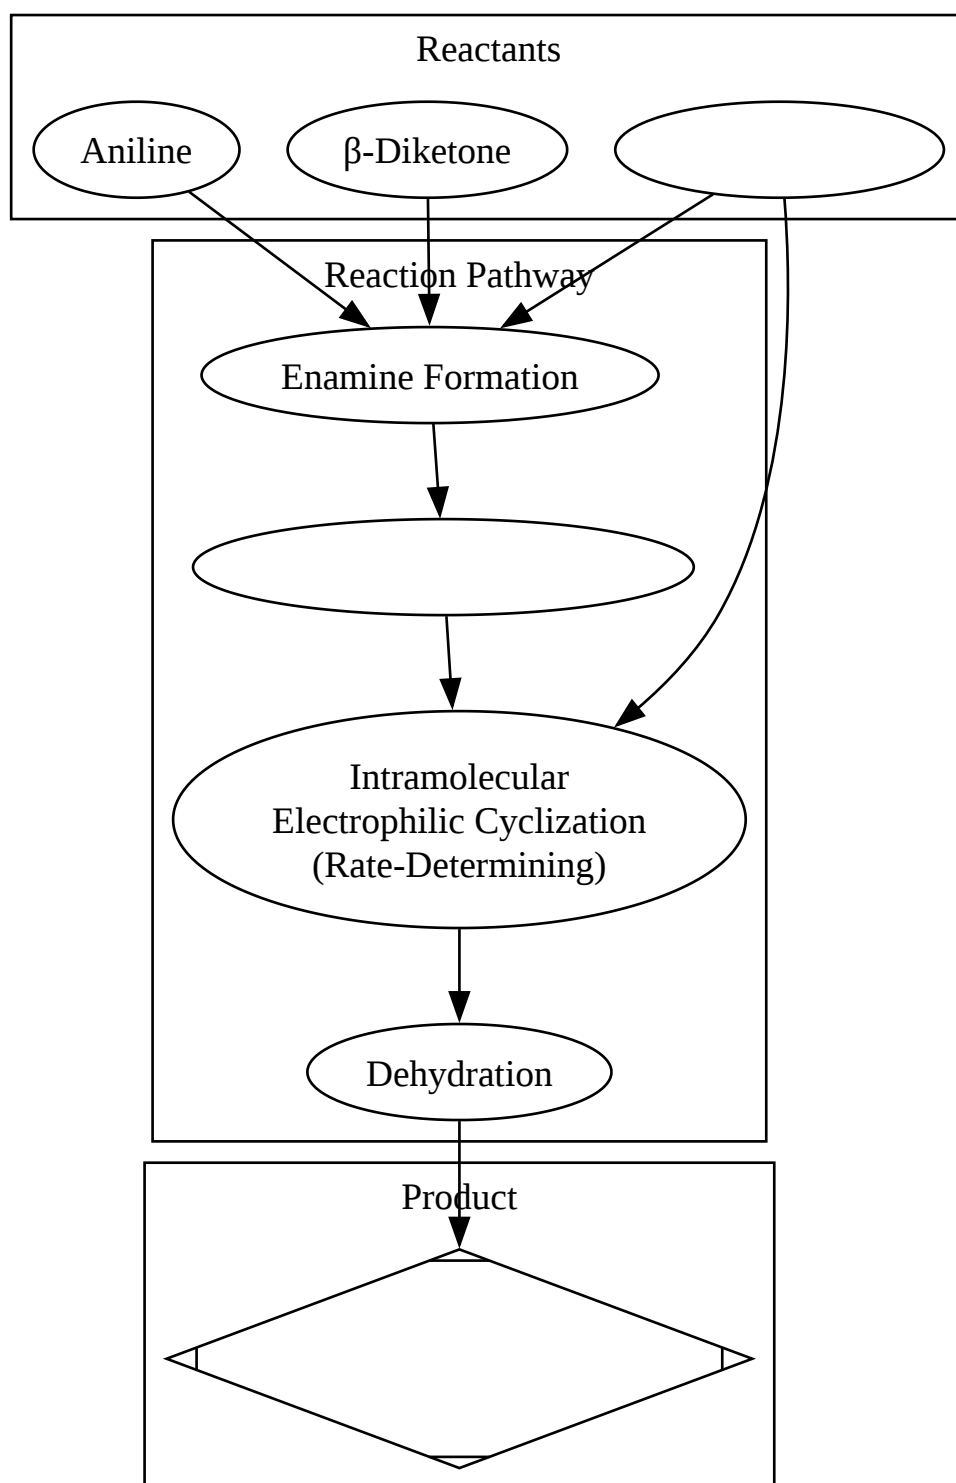 Reactants
Aniline
β-Diketone
Reaction Pathway
Enamine Formation
Intramolecular
Electrophilic Cyclization
(Rate-Determining)
Dehydration
Product